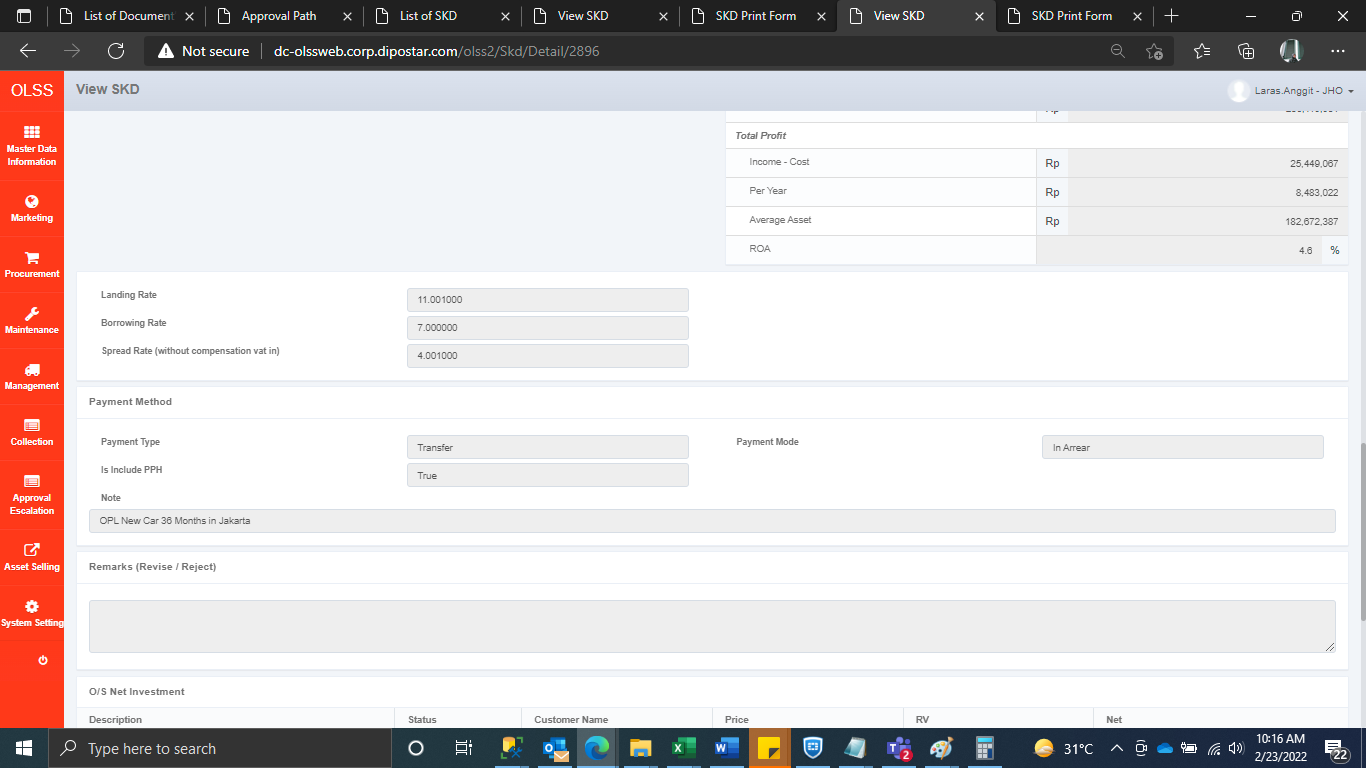 List of Document
Approval Path
List of SKD
View SKD
SKD Print Form
View SKD
SKD Print Form
Not secure
dc-olssweb.corp.dipostar.com/olss2/Skd/Detail/2896
OLSS
View SKD
Laras.Anggit - JHO
Master Data
Information
Marketing
Procurement
Maintenance
Management
Collection
Approval
Escalation
Asset Selling
System Setting
Total Profit
Income - Cost Rp 25,449,067
Per Year Rp 8,483,022
Average Asset Rp 182,672,387
ROA 4.6 %
Landing Rate 11.001000
Borrowing Rate 7.000000
Spread Rate (without compensation vat in) 4.001000
Payment Method
Payment Type Transfer Payment Mode In Arrear
Is Include PPH True
Note
OPL New Car 36 Months in Jakarta
Remarks (Revise / Reject)
O/S Net Investment
Description Status Customer Name Price RV Net
Type here to search
2
31°C
10:16 AM
2/23/2022
22